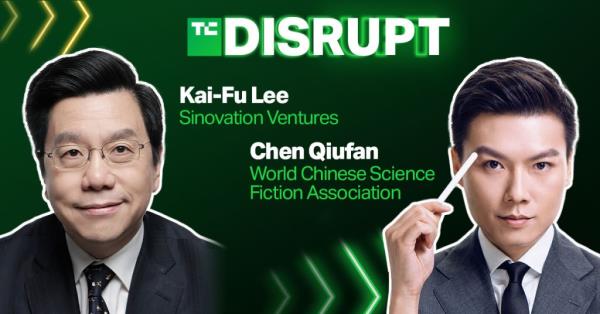 TC DISRUPT
Kai-Fu Lee
Sinovation Ventures
Chen Qiufan
World Chinese Science
Fiction Association